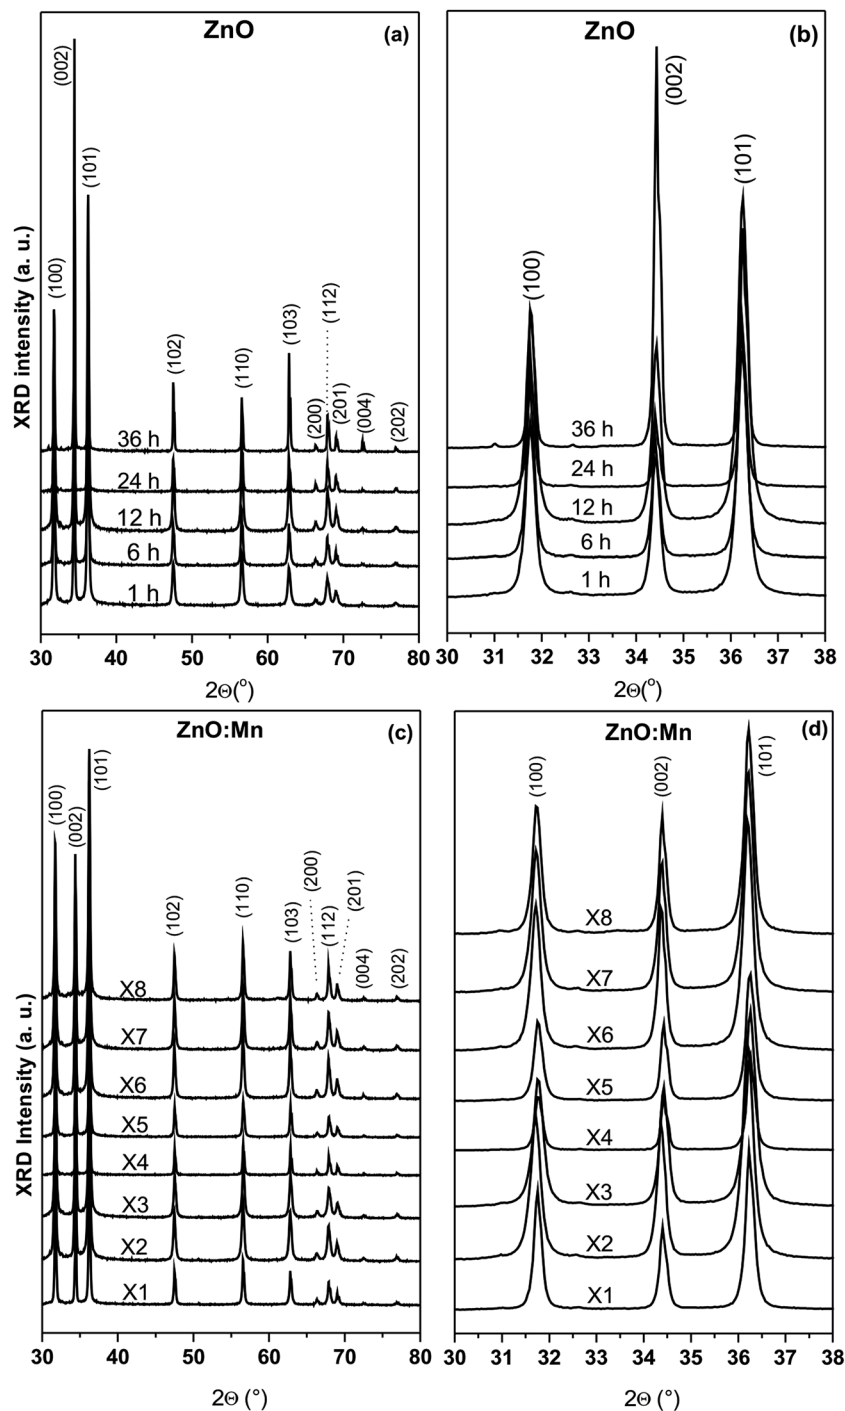 ZnO
(a)
(002)
(101)
(100)
(112)
(103)
(102)
(110)
(200)
(201)
(004)
(202)
36 h
24 h
12 h
6 h
1 h
XRD intensity (a. u.)
30 40 50 60 70 80
2Θ(°)
ZnO
(b)
(002)
(101)
(100)
36 h
24 h
12 h
6 h
1 h
30 31 32 33 34 35 36 37 38
2Θ(°)
ZnO:Mn
(c)
(101)
(100)
(002)
(200)
(201)
(102)
(110)
(103)
(112)
(004)
(202)
X8
X7
X6
X5
X4
X3
X2
X1
XRD Intensity (a. u.)
30 40 50 60 70 80
2Θ (°)
ZnO:Mn
(d)
(100)
(002)
(101)
X8
X7
X6
X5
X4
X3
X2
X1
30 31 32 33 34 35 36 37 38
2Θ (°)